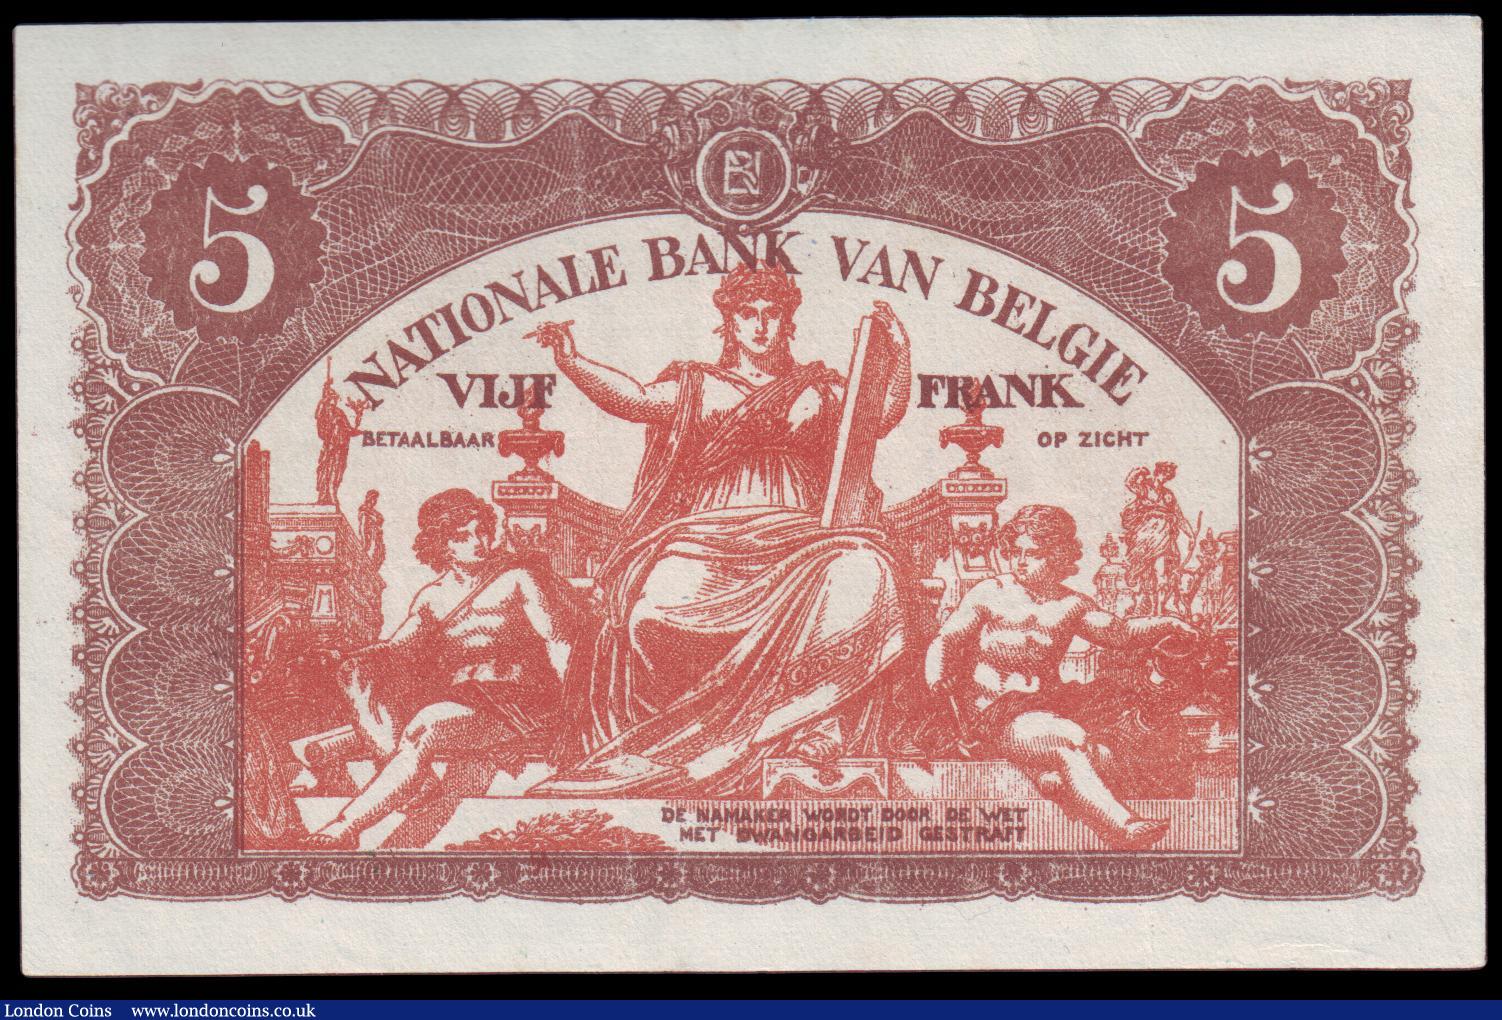 5
5
NATIONALE BANK VAN BELGIE
VIJF FRANK
BETAALBAAR OP ZICHT
DE NAMAKER WORDT DOOR DE WET
MET DWANGARBEID GESTRAFT
London Coins www.londoncoins.co.uk